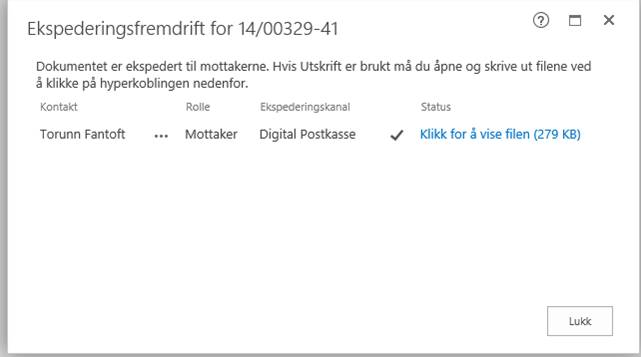 Ekspederingsfremdrift for 14/00329-41
Dokumentet er ekspedert til mottakerne. Hvis Utskrift er brukt må du åpne og skrive ut filene ved
å klikke på hyperkoblingen nedenfor.
Kontakt Rolle Ekspederingskanal Status
Torunn Fantoft ... Mottaker Digital Postkasse Klikk for å vise filen (279 KB)
Lukk